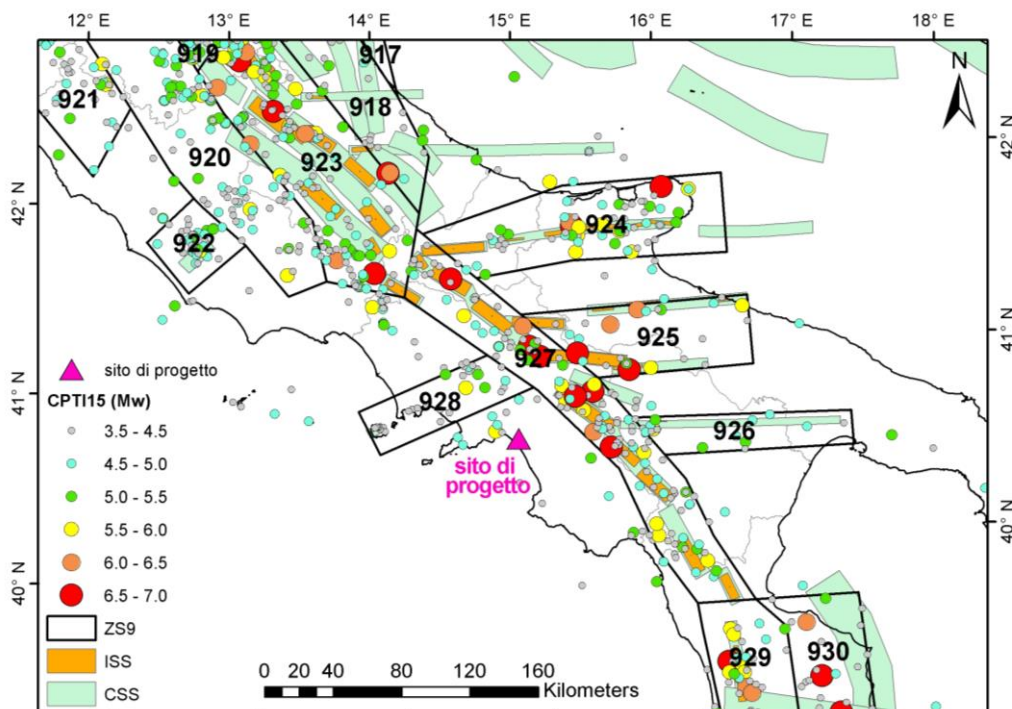 12° E 13° E 14° E 15° E 16° E 17° E 18° E
919
917
N
921
918
42° N
920
923
42° N
924
922
41° N
925
sito di progetto
927
CPTI15 (Mw)
41° N
928
3.5 - 4.5
926
4.5 - 5.0
sito di
progetto
5.0 - 5.5
5.5 - 6.0
40° N
6.0 - 6.5
40° N
6.5 - 7.0
ZS9
929
930
ISS
0 20 40 80 120 160
Kilometers
CSS